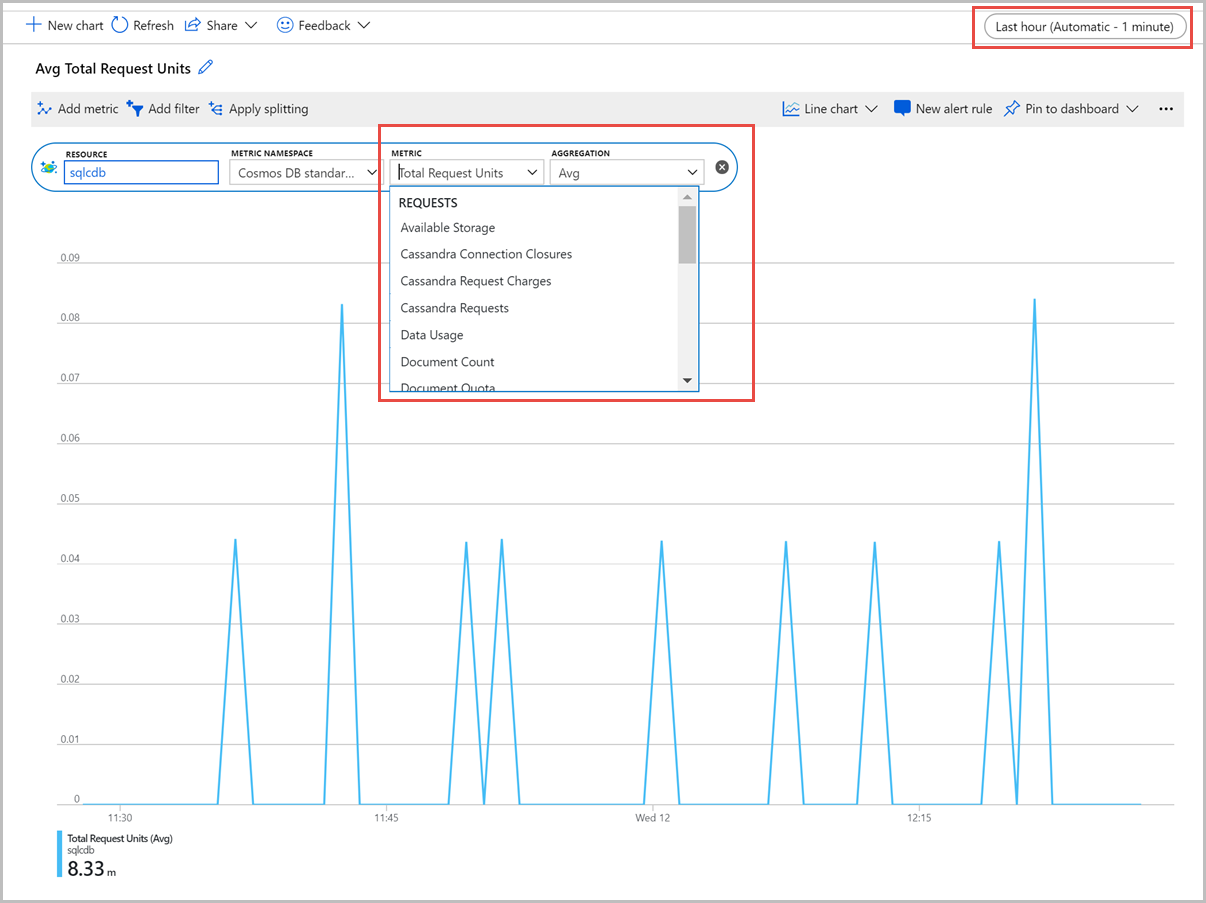 New chart Refresh Share Feedback Last hour (Automatic - 1 minute)
Avg Total Request Units
Add metric Add filter Apply splitting Line chart New alert rule Pin to dashboard ...
RESOURCE METRIC NAMESPACE METRIC AGGREGATION
sqlcdb Cosmos DB standar... Total Request Units Avg
REQUESTS
Available Storage
Cassandra Connection Closures
Cassandra Request Charges
Cassandra Requests
Data Usage
Document Count
Document Quota
0.09
0.08
0.07
0.06
0.05
0.04
0.03
0.02
0.01
0
11:30 11:45 Wed 12 12:15
Total Request Units (Avg)
sqlcdb
8.33 m